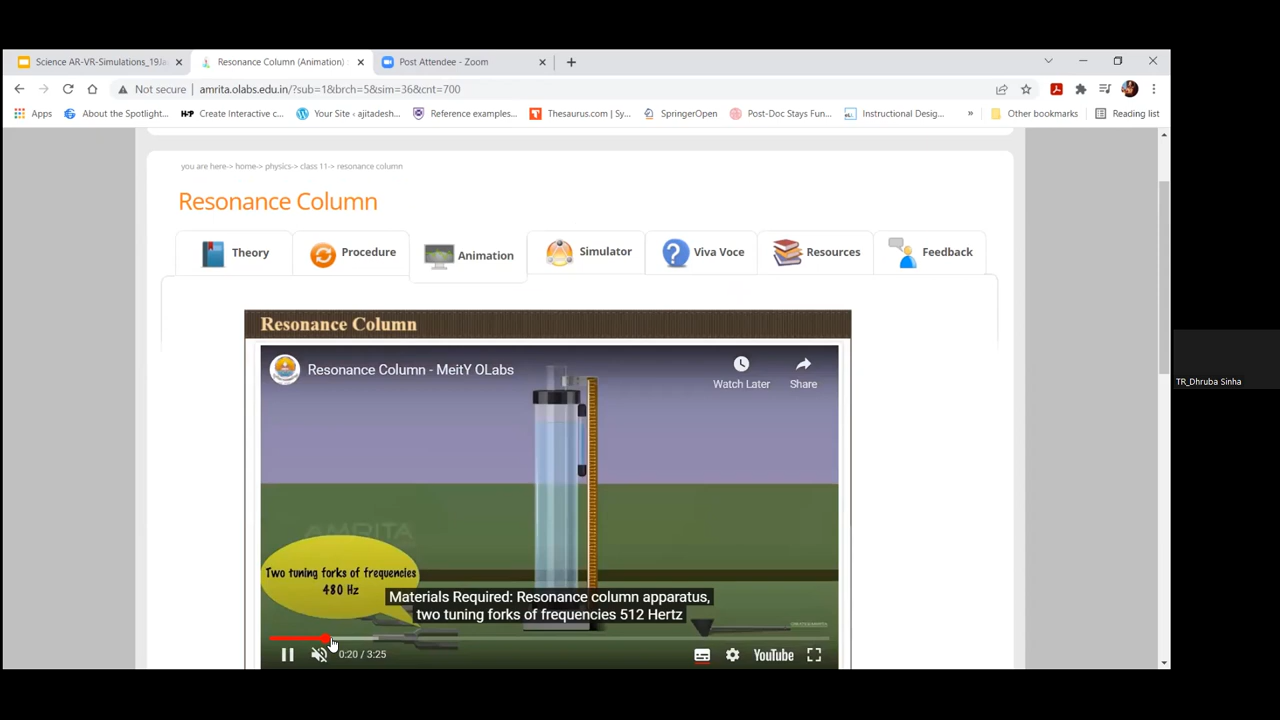 Science AR-VR-Simulations_19Ja
Resonance Column (Animation) :
Post Attendee - Zoom
Not secure
amrita.olabs.edu.in/?sub=1&brch=5&sim=36&cnt=700
Apps
About the Spotlight...
Create Interactive c...
Your Site ‹ ajitadesh...
Reference examples...
Thesaurus.com | Sy...
SpringerOpen
Post-Doc Stays Fun...
Instructional Desig...
»
Other bookmarks
Reading list
you are here-> home-> physics-> class 11-> resonance column
Resonance Column
Theory
Procedure
Animation
Simulator
Viva Voce
Resources
Feedback
Resonance Column
Resonance Column - MeitY OLabs
Watch Later
Share
AMRITA
Two tuning forks of frequencies
480 Hz
Materials Required: Resonance column apparatus,
two tuning forks of frequencies 512 Hertz
0:20 / 3:25
YouTube
TR_Dhruba Sinha